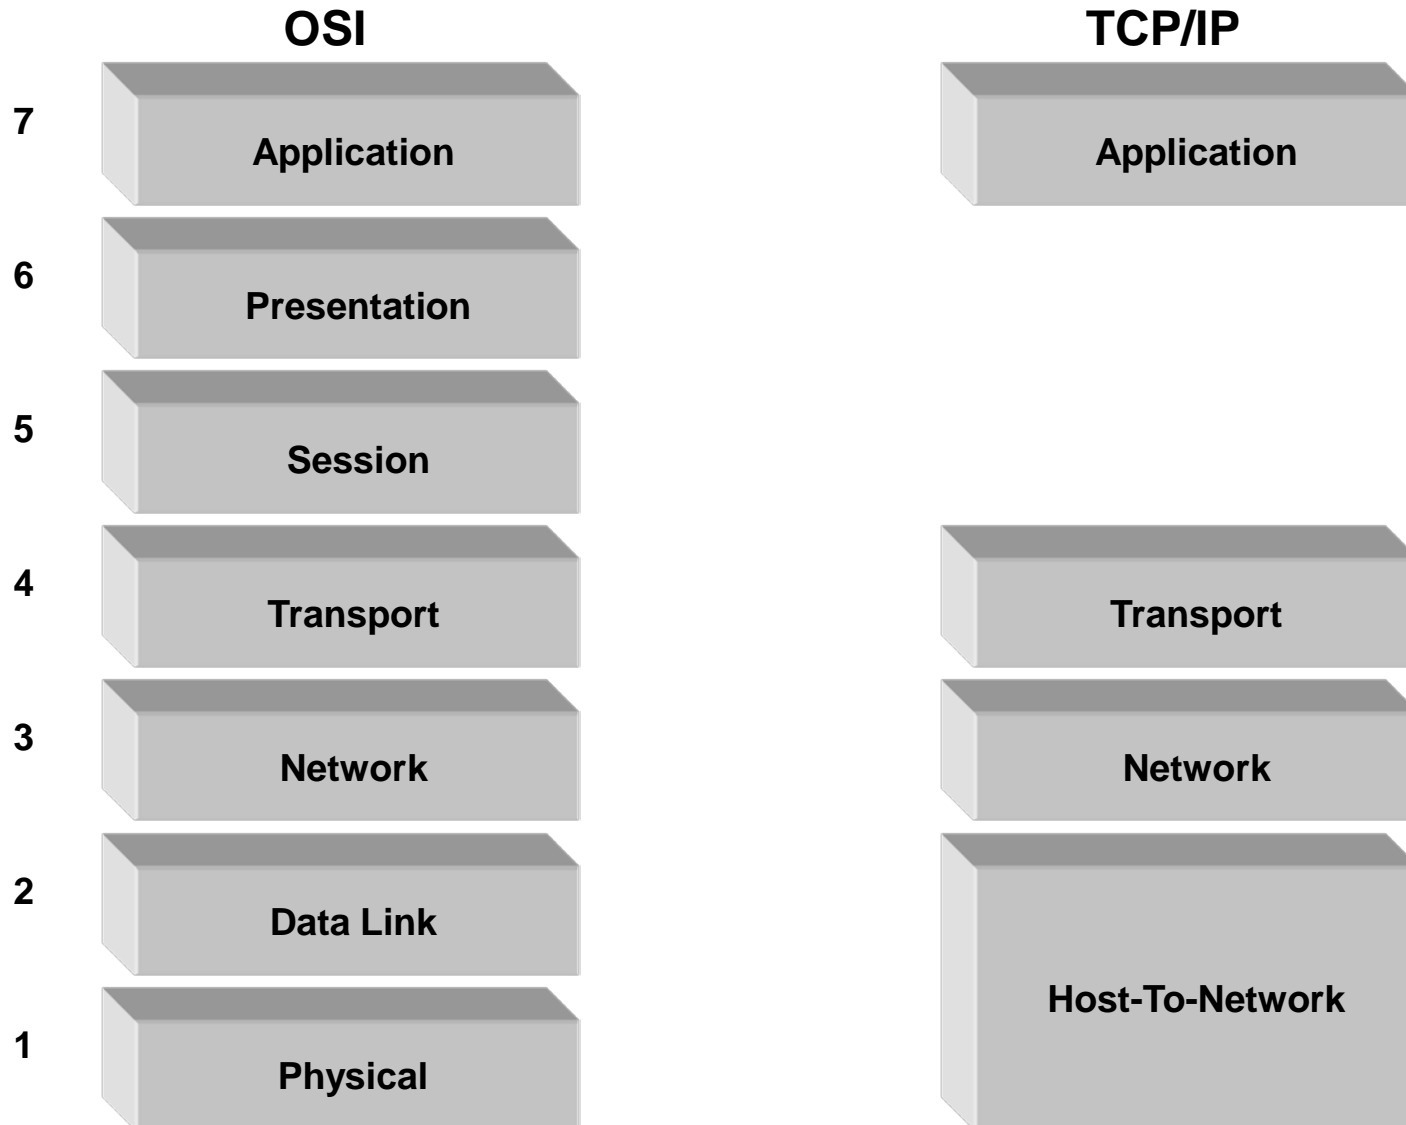 OSI TCP/IP
7 Application Application
6 Presentation
5 Session
4 Transport Transport
3 Network Network
2 Data Link
Host-To-Network
1 Physical